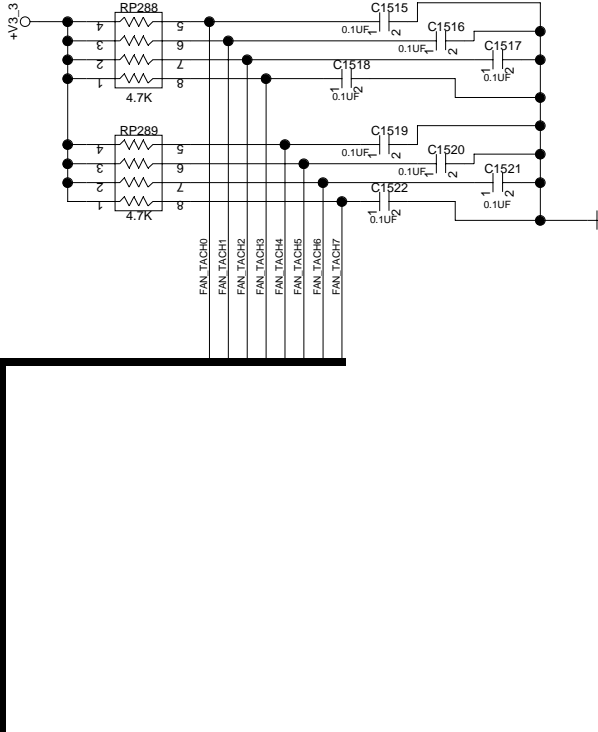 +V3_3
RP288
4 5
3 6
2 7
1 8
4.7K
C1515
0.1UF 1 2
C1516
0.1UF 1 2
C1517
1 2
0.1UF
C1518
1 2
0.1UF
RP289
4 5
3 6
2 7
1 8
4.7K
C1519
0.1UF 1 2
C1520
0.1UF 1 2
C1521
1 2
0.1UF
C1522
1 2
0.1UF
FAN_TACH0
FAN_TACH1
FAN_TACH2
FAN_TACH3
FAN_TACH4
FAN_TACH5
FAN_TACH6
FAN_TACH7